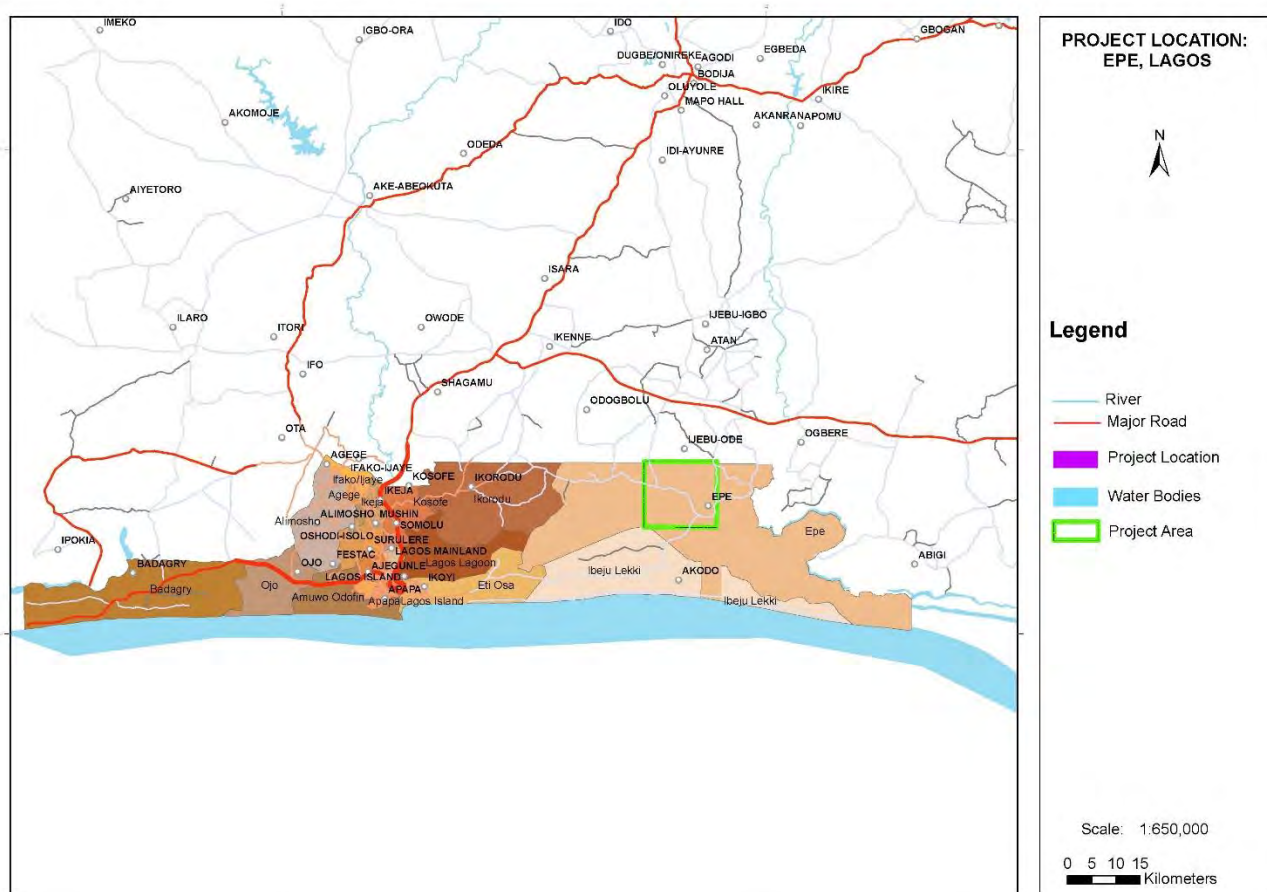 IMEKO
IGBO-ORA
IDO
GBOGAN
DUGBE/ONIREKE
AGODI
EGBEDA
BODIJA
OLUYOLE
MAPO HALL
IKIRE
AKOMOJE
AKANRAN
APOMU
ODEDA
IDI-AYUNRE
AIYETORO
AKE-ABEOKUTA
ISARA
ILARO
ITORI
OWODE
IJEBU-IGBO
IKENNE
ATAN
IFO
SHAGAMU
ODOGBOLU
OTA
IJEBU-ODE
OGBERE
AGEGE
IFAKO-IJAYE
KOSOFE
IKORODU
Ifako/Ijaye
Agege
IKEJA
Ikeja
Kosofe
Ikorodu
EPE
ALIMOSHO
MUSHIN
Alimosho
SOMOLU
Epe
OSHODI-ISOLO
SURULERE
IPOKIA
FESTAC
LAGOS MAINLAND
Lagos Lagoon
ABIGI
BADAGRY
OJO
AJEGUNLE
Ibeju Lekki
LAGOS ISLAND
IKOYI
AKODO
Badagry
Ojo
APAPA
Eti Osa
Amuwo Odofin
Apapa
Lagos Island
Ibeju Lekki
PROJECT LOCATION:
EPE, LAGOS
N
Legend
River
Major Road
Project Location
Water Bodies
Project Area
Scale: 1:650,000
0 5 10 15
Kilometers